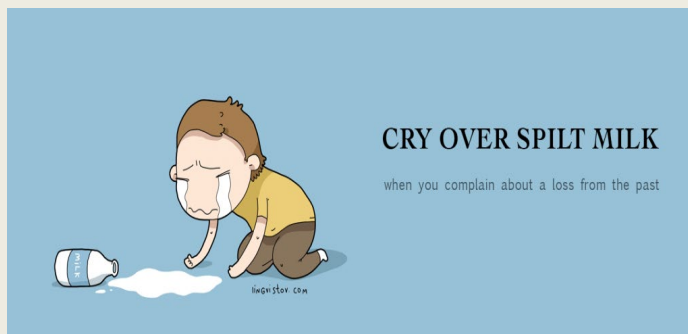 CRY OVER SPILT MILK
when you complain about a loss from the past
milk
lingvistov.com